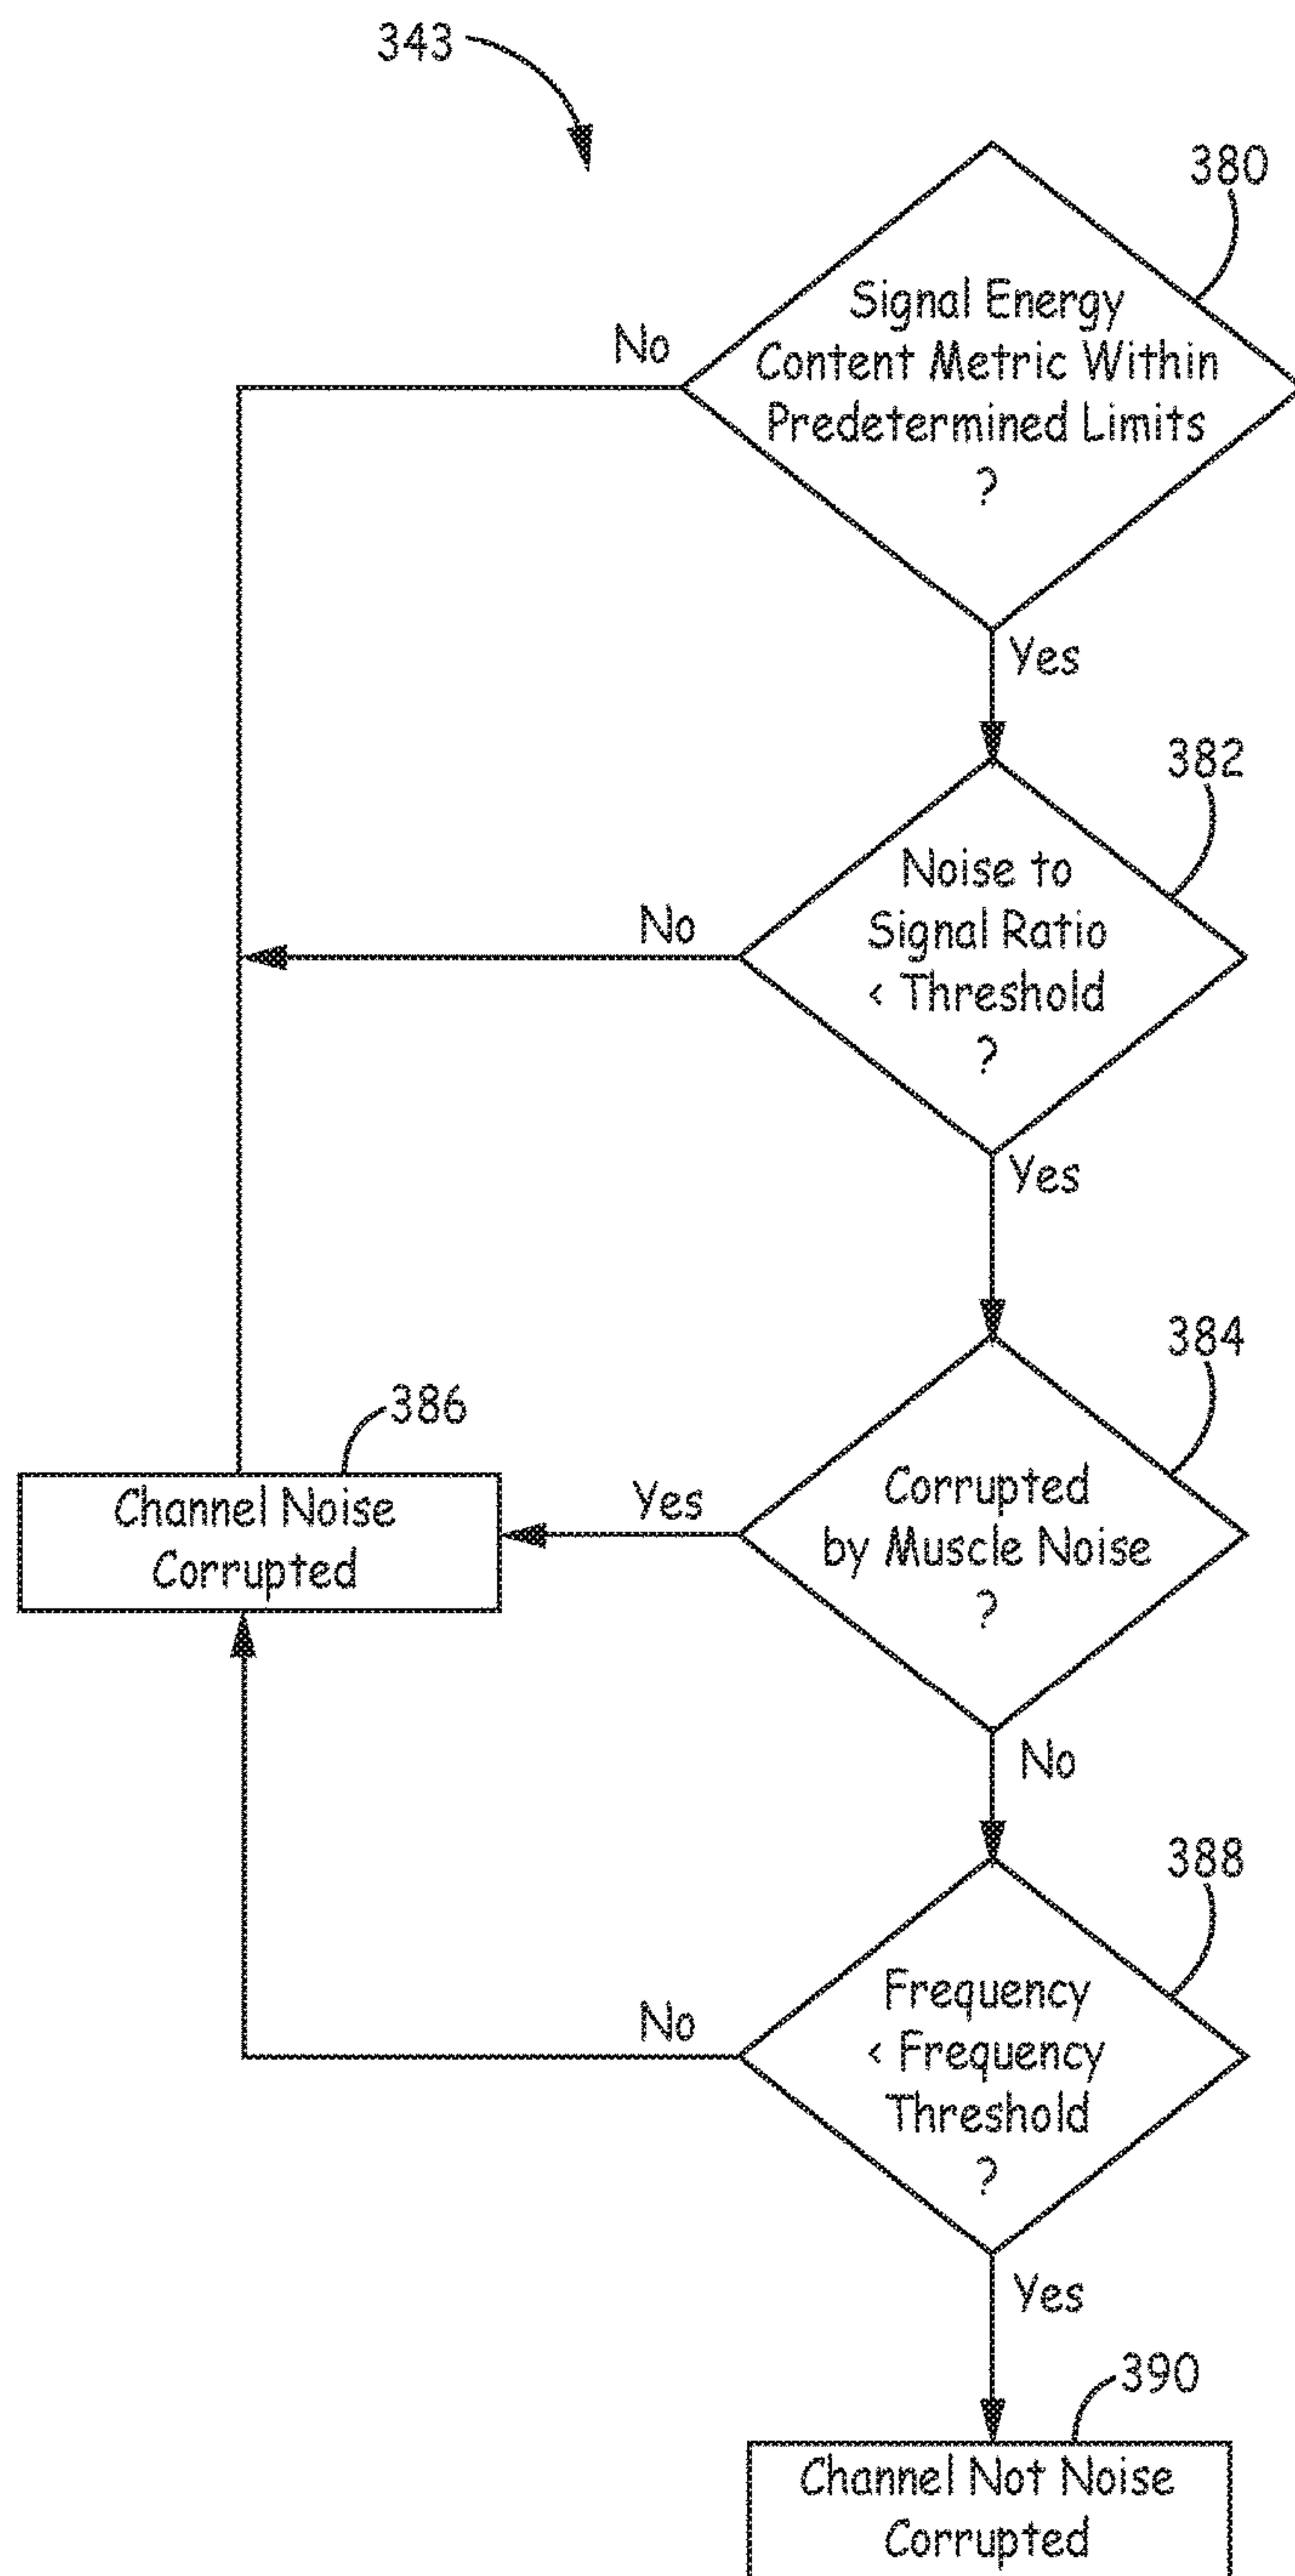 343
380
Signal Energy
Content Metric Within
Predetermined Limits
?
No
Yes
382
Noise to
Signal Ratio
< Threshold
?
No
Yes
384
386
Corrupted
by Muscle Noise
?
Yes
Channel Noise
Corrupted
No
388
Frequency
< Frequency
Threshold
?
No
Yes
390
Channel Not Noise
Corrupted